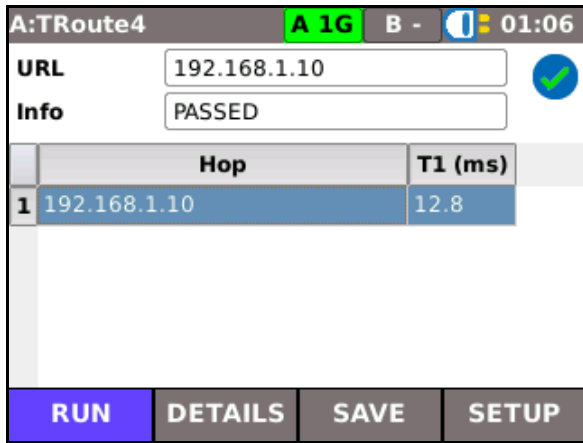 A:TRoute4 A 1G B - 01:06
URL 192.168.1.10
Info PASSED
Hop T1 (ms)
1 192.168.1.10 12.8
RUN DETAILS SAVE SETUP